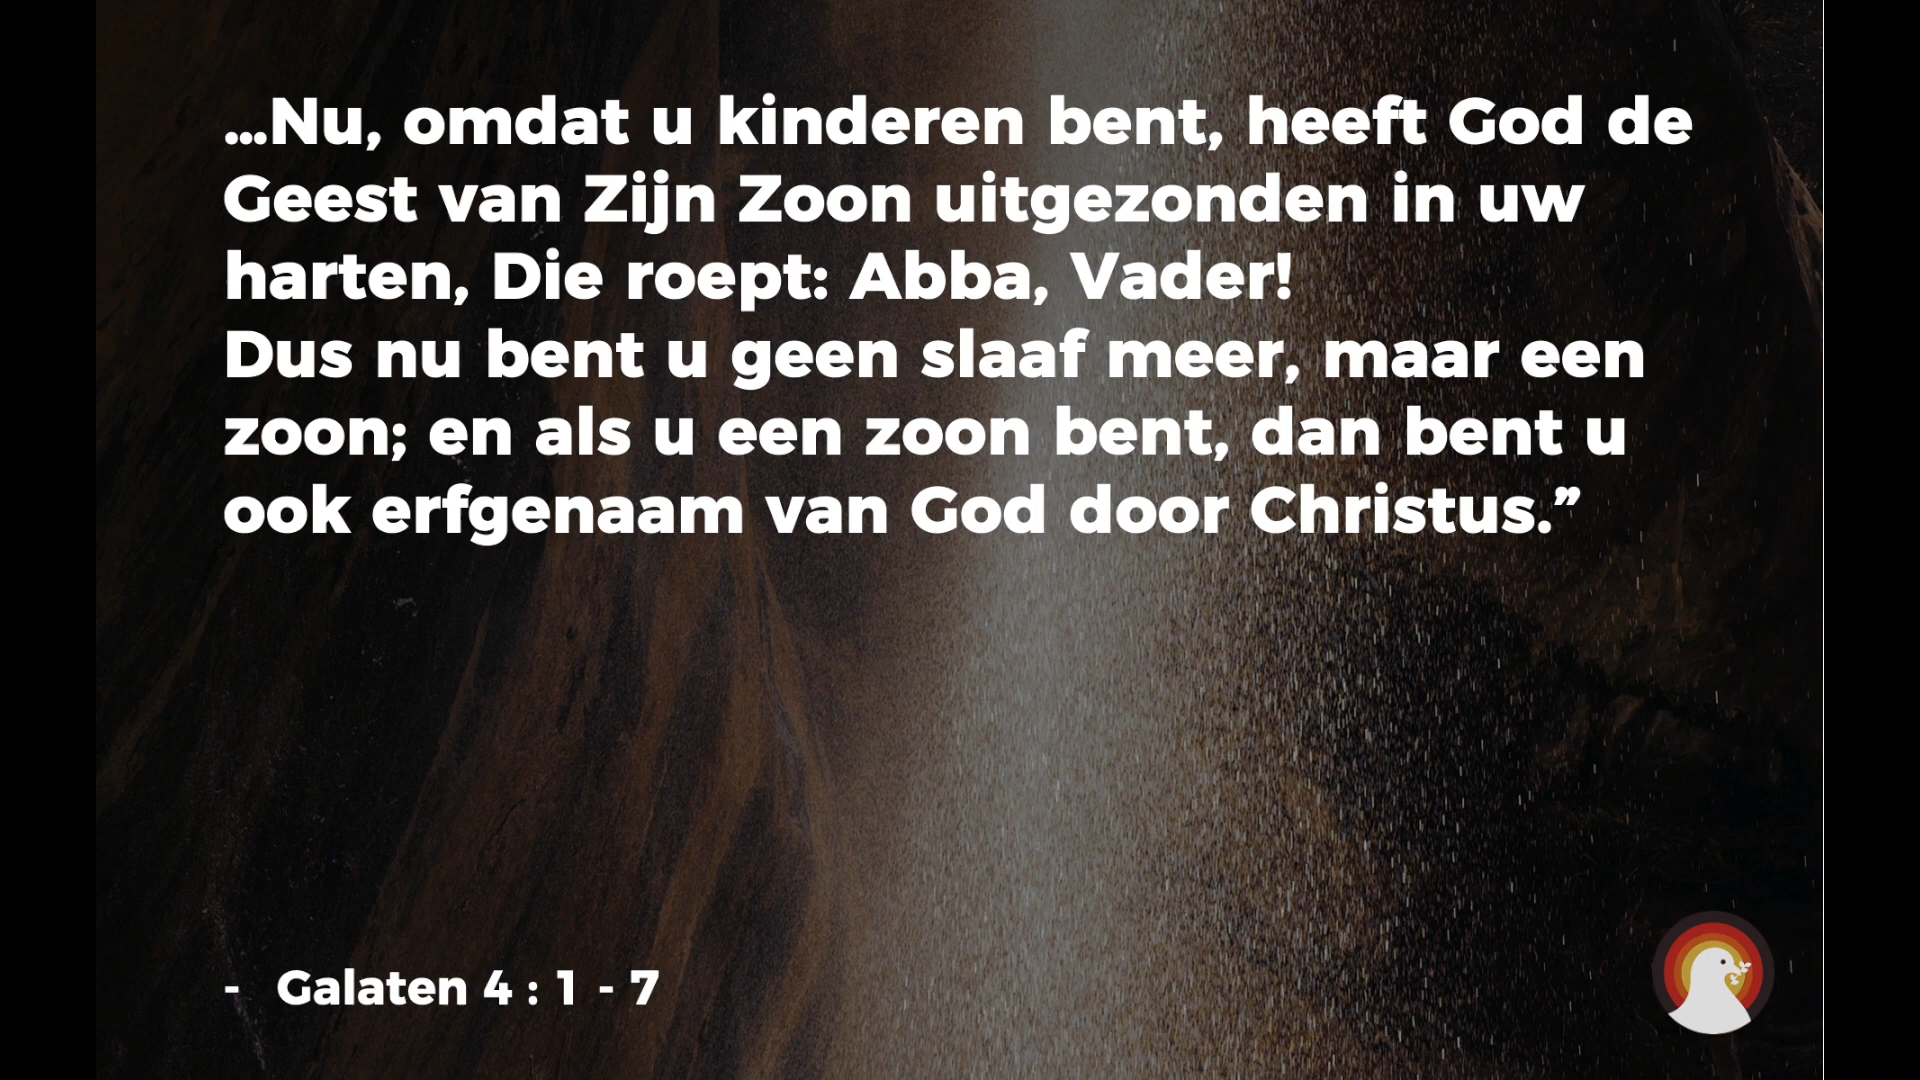 …Nu, omdat u kinderen bent, heeft God de
Geest van Zijn Zoon uitgezonden in uw
harten, Die roept: Abba, Vader!
Dus nu bent u geen slaaf meer, maar een
zoon; en als u een zoon bent, dan bent u
ook erfgenaam van God door Christus.”
- Galaten 4 : 1 - 7